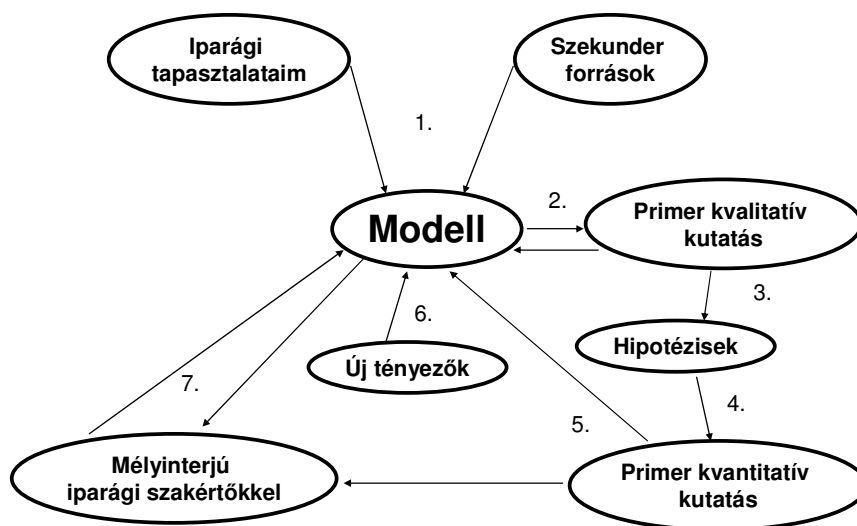 Iparági
tapasztalataim
Szekunder
források
1.
Modell
2.
Primer kvalitatív
kutatás
3.
6.
Hipotézisek
Új tényezők
7.
4.
5.
Mélyinterjú
iparági szakértőkkel
Primer kvantitatív
kutatás